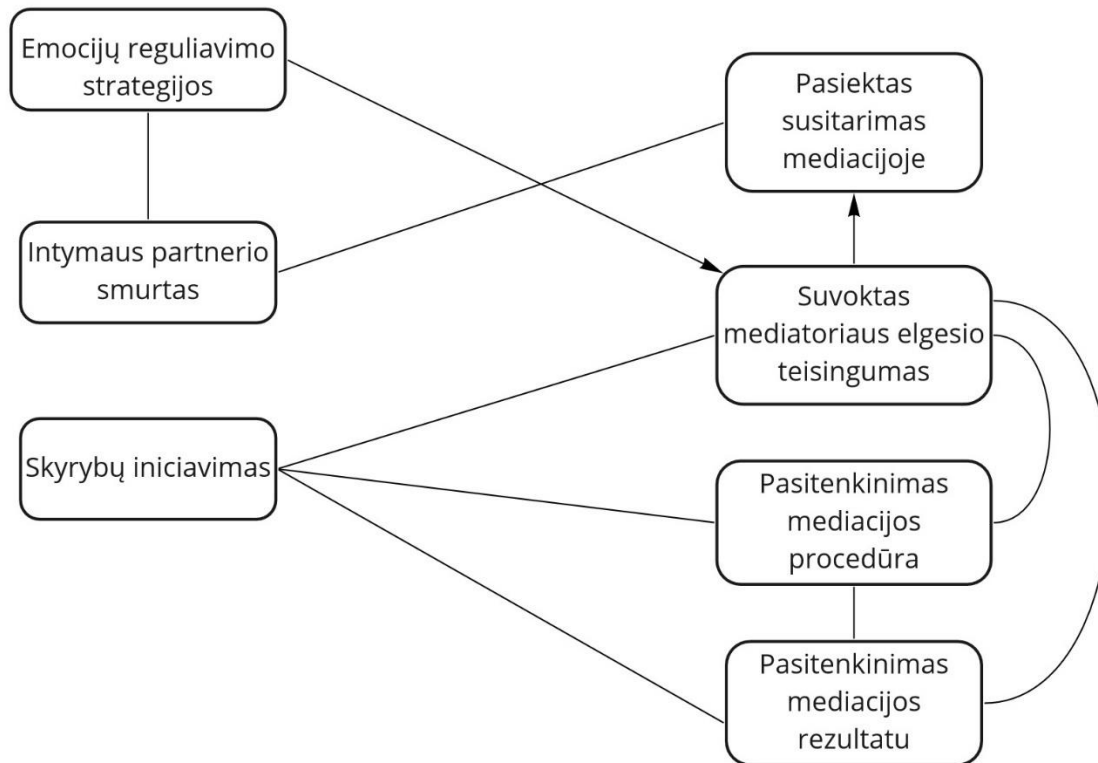 Emocijų reguliavimo
strategijos
Intymaus partnerio
smurtas
Skyrybų iniciavimas
Pasiektas
susitarimas
mediacijoje
Suvoktas
mediatoriaus elgesio
teisingumas
Pasitenkinimas
mediacijos
procedūra
Pasitenkinimas
mediacijos
rezultatu